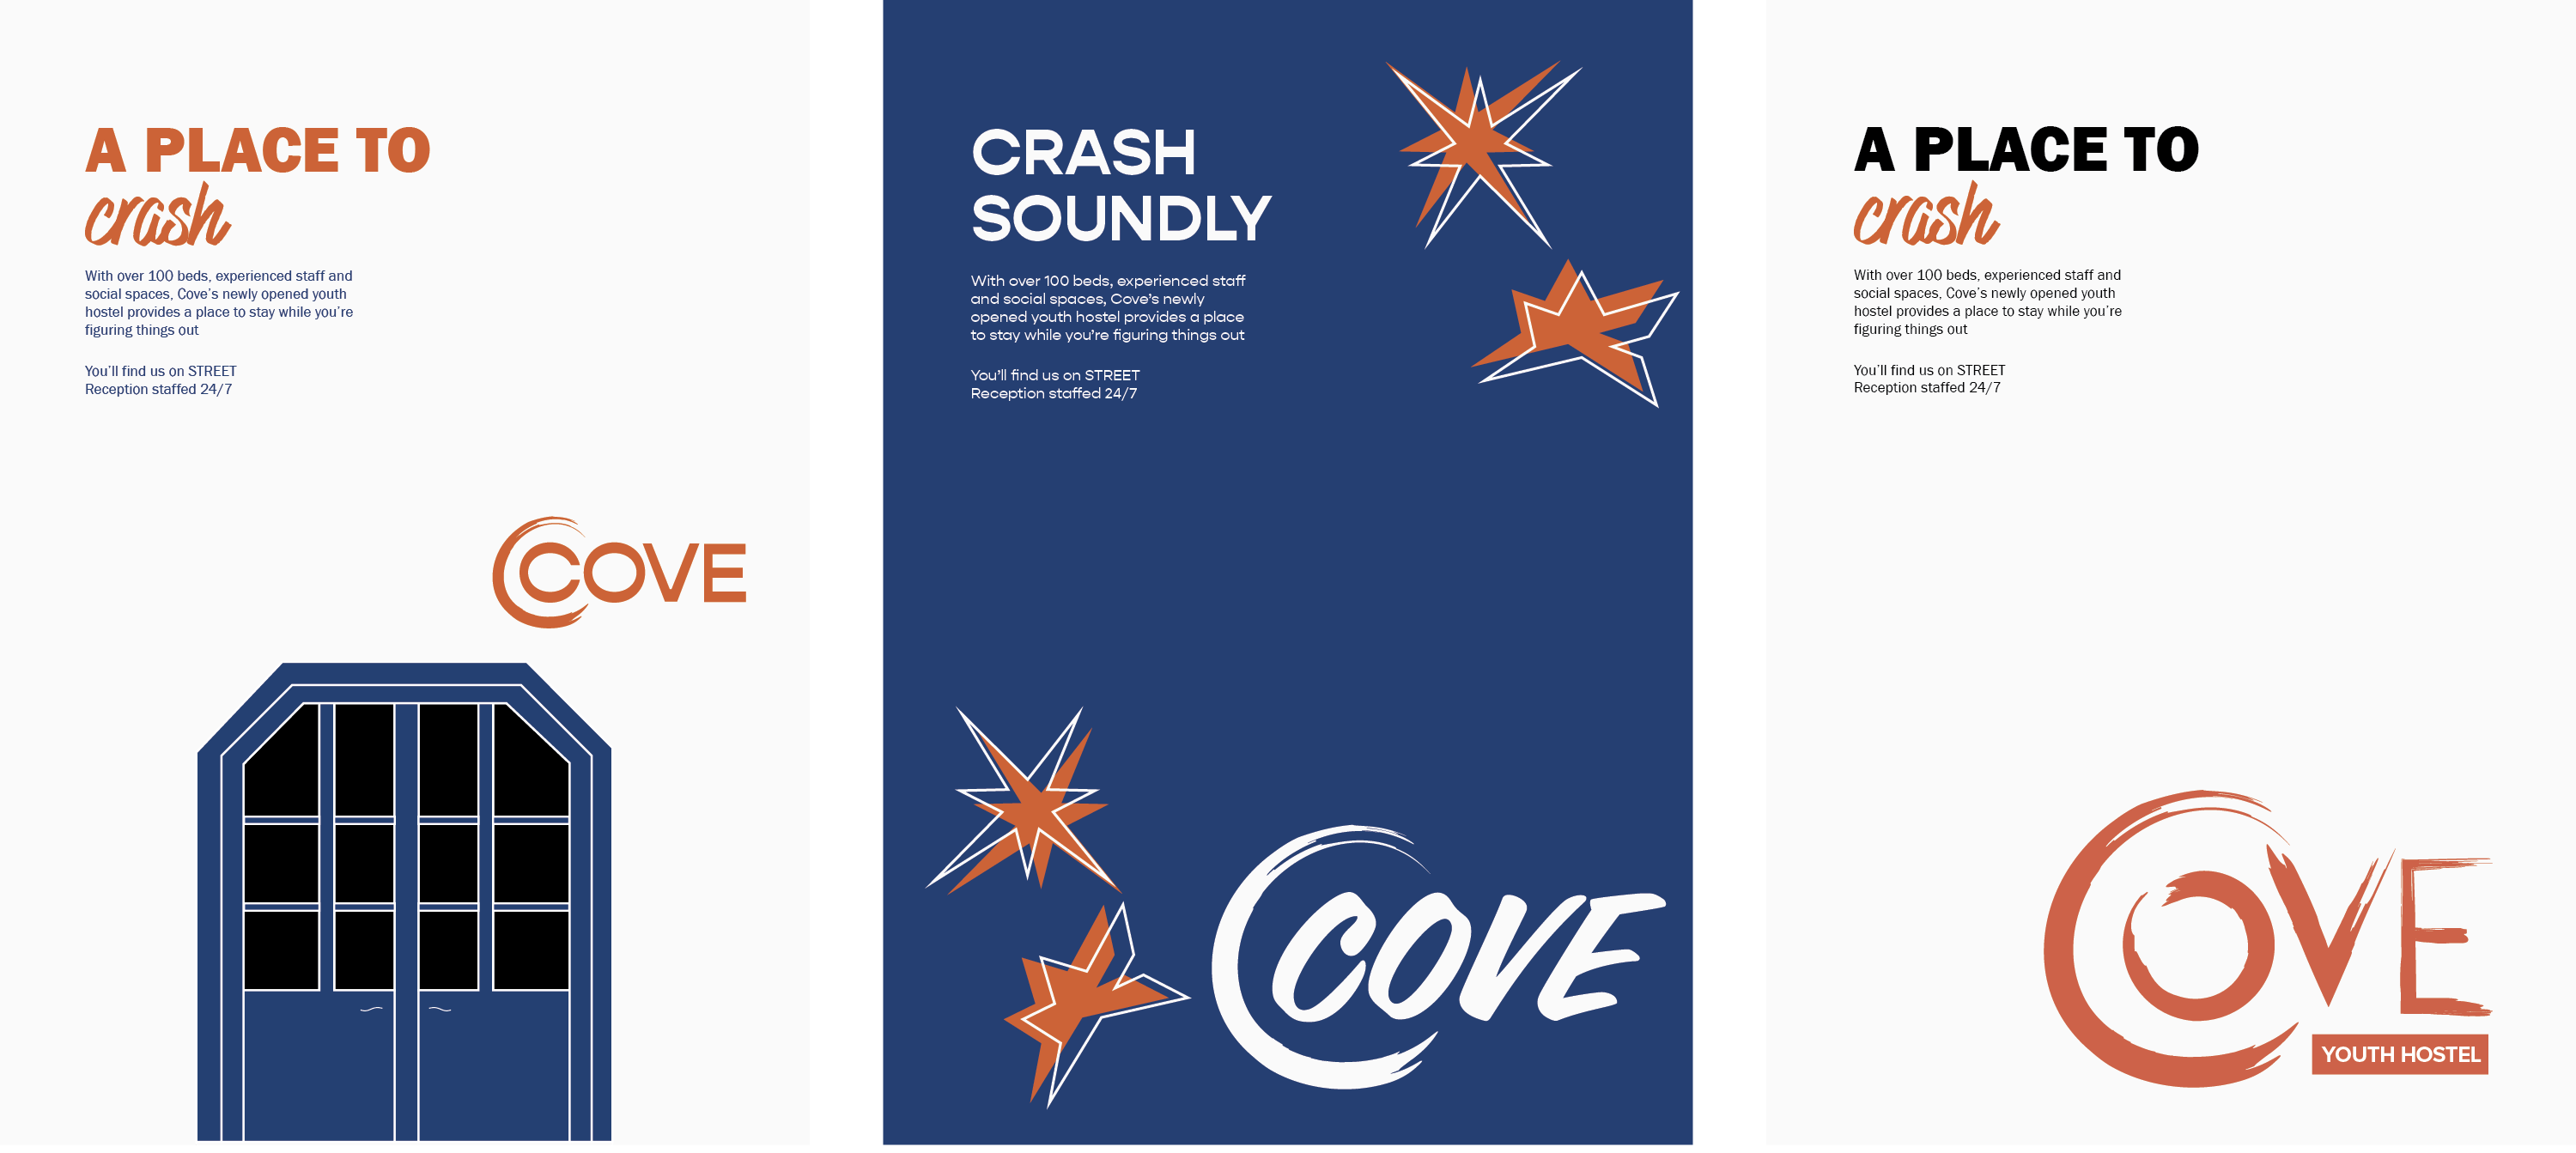 A PLACE TO
crash
With over 100 beds, experienced staff and
social spaces, Cove's newly opened youth
hostel provides a place to stay while you're
figuring things out
You'll find us on STREET
Reception staffed 24/7
COVE
CRASH
SOUNDLY
With over 100 beds, experienced staff
and social spaces, Cove's newly
opened youth hostel provides a place
to stay while you're figuring things out
You'll find us on STREET
Reception staffed 24/7
COVE
A PLACE TO
crash
With over 100 beds, experienced staff and
social spaces, Cove's newly opened youth
hostel provides a place to stay while you're
figuring things out
You'll find us on STREET
Reception staffed 24/7
COVE
YOUTH HOSTEL